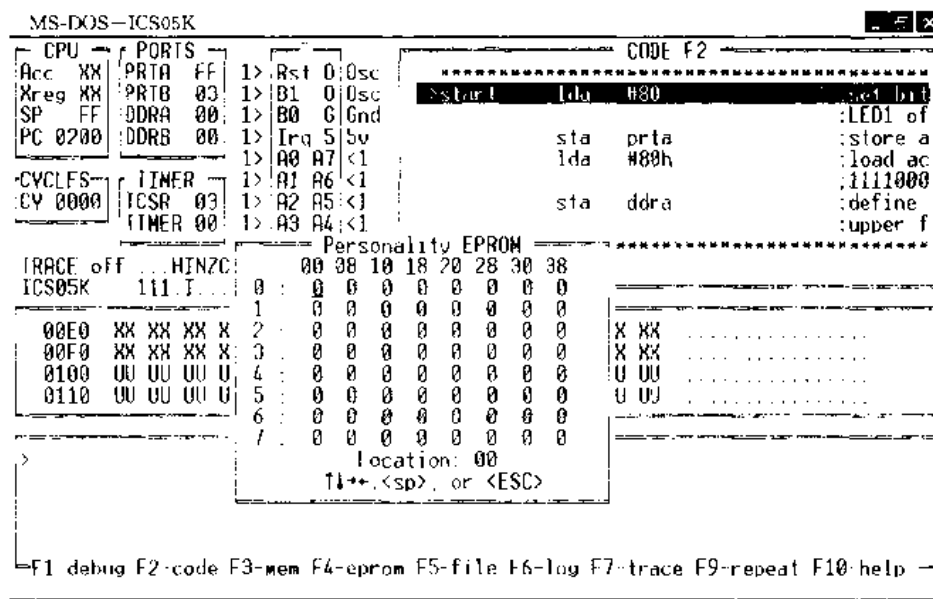 MS-DOS—ICS05K
CPU PORTS CODE F2
Acc XX PRTA FF 1> Rst O Osc ********************************************
Xreg XX PRTB 03 1> B1 O Osc >start lda #80 :set bit
SP FF DDRA 00 1> B0 G Gnd :LED1 of
PC 0200 DDRB 00 1> Irq 5 5v sta prta :store a
1> A0 A7 <1 lda #80h :load ac
CYCLES TIMER 1> A1 A6 <1 ;1111000
CY 0000 TCSR 03 1> A2 A5 <1 sta ddra :define
TIMER 00 1> A3 A4 <1 :upper f
Personality EPROM **************************
TRACE off ...HINZC 00 08 10 18 20 28 30 38
ICS05K 111.I... 0 : 0 0 0 0 0 0 0 0
1 0 0 0 0 0 0 0 0
00E0 XX XX XX X 2 : 0 0 0 0 0 0 0 0 X XX ................
00F0 XX XX XX X 3 : 0 0 0 0 0 0 0 0 X XX ................
0100 UU UU UU U 4 : 0 0 0 0 0 0 0 0 U UU ................
0110 UU UU UU U 5 : 0 0 0 0 0 0 0 0 U UU ................
6 : 0 0 0 0 0 0 0 0
7 : 0 0 0 0 0 0 0 0
> Location: 00
↑↓→←,<sp>, or <ESC>
F1 debug F2-code F3-mem F4-eprom F5-file F6-log F7-trace F9-repeat F10-help